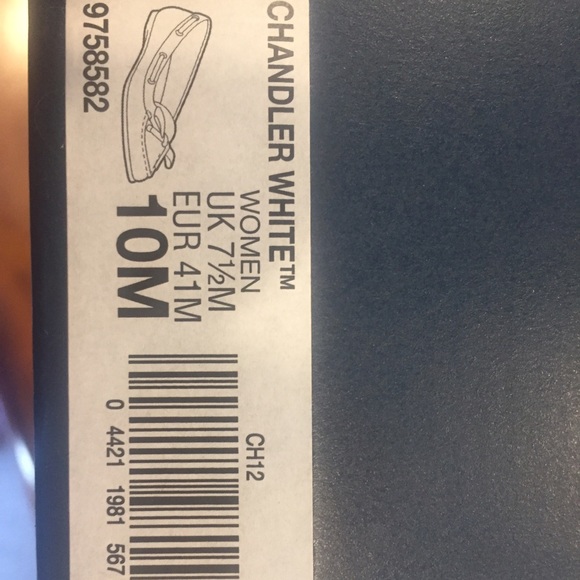 CHANDLER WHITE™
WOMEN
UK 7½M
EUR 41M
10M
9758582
CH12
0 4421 1981 567